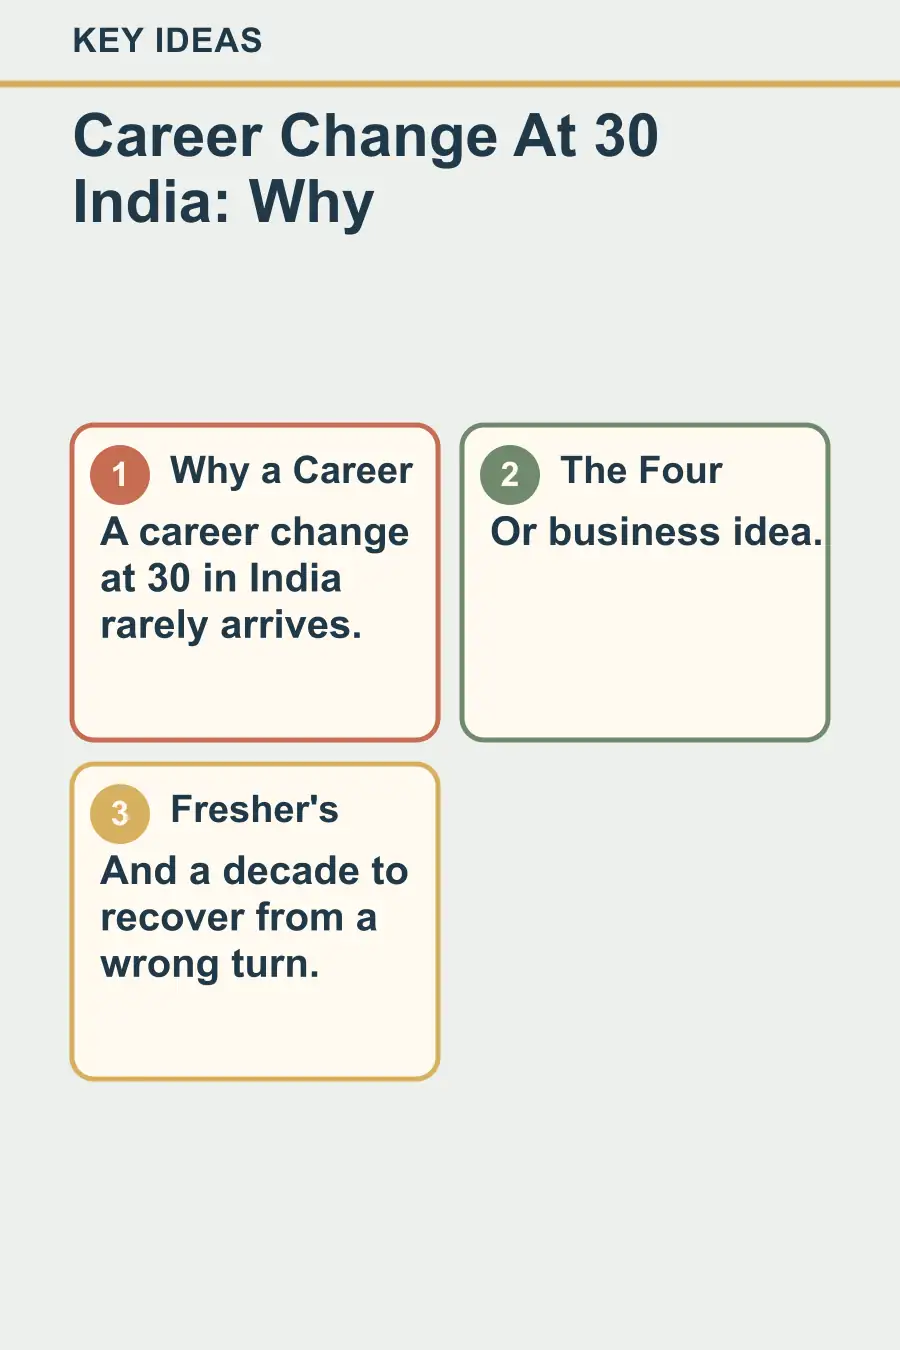 KEY IDEAS
Career Change At 30
India: Why
1 Why a Career
A career change
at 30 in India
rarely arrives.
2 The Four
Or business idea.
3 Fresher's
And a decade to
recover from a
wrong turn.